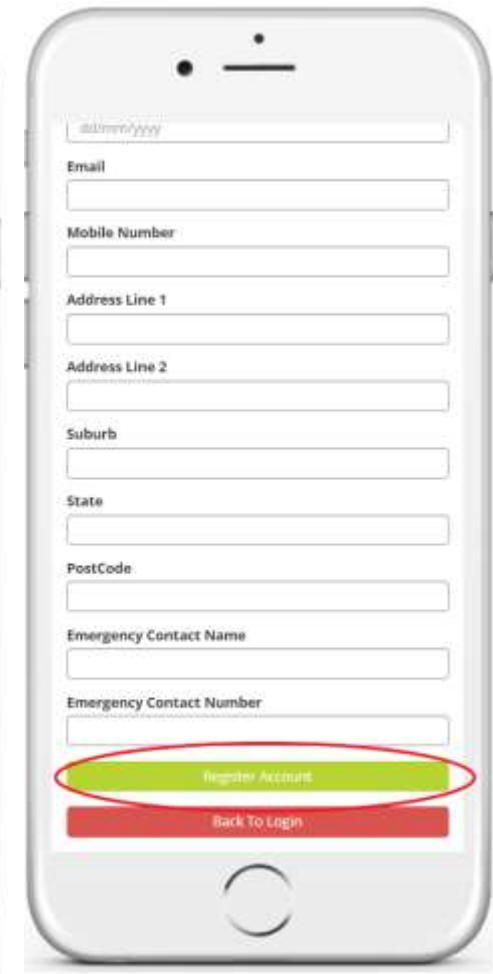 dd/mm/yyyy
Email
Mobile Number
Address Line 1
Address Line 2
Suburb
State
PostCode
Emergency Contact Name
Emergency Contact Number
Register Account
Back To Login